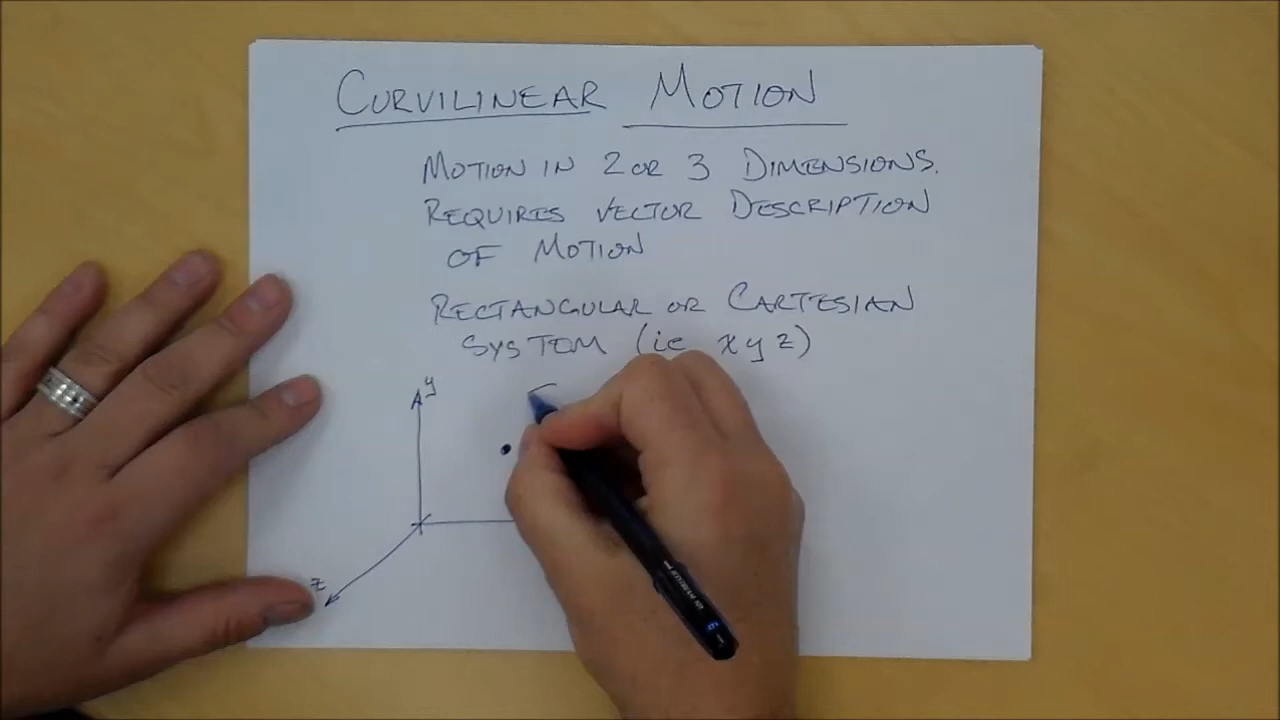 CURVILINEAR MOTION
MOTION IN 2 OR 3 DIMENSIONS.
REQUIRES VECTOR DESCRIPTION
OF MOTION
RECTANGULAR OR CARTESIAN
SYSTEM (ie x y z)
y
z